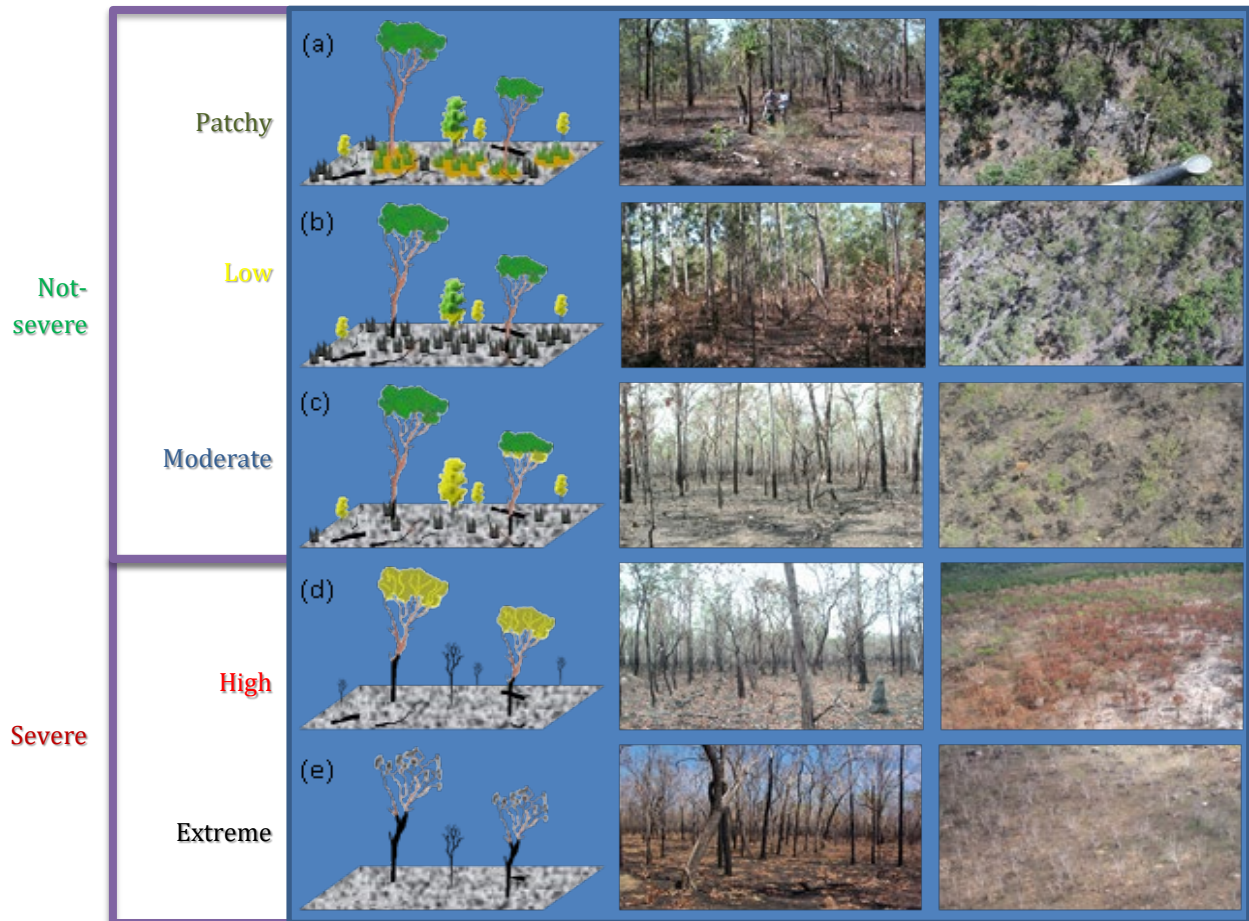 (a)
Patchy
(b)
Low
Not-
severe
(c)
Moderate
(d)
High
Severe
(e)
Extreme